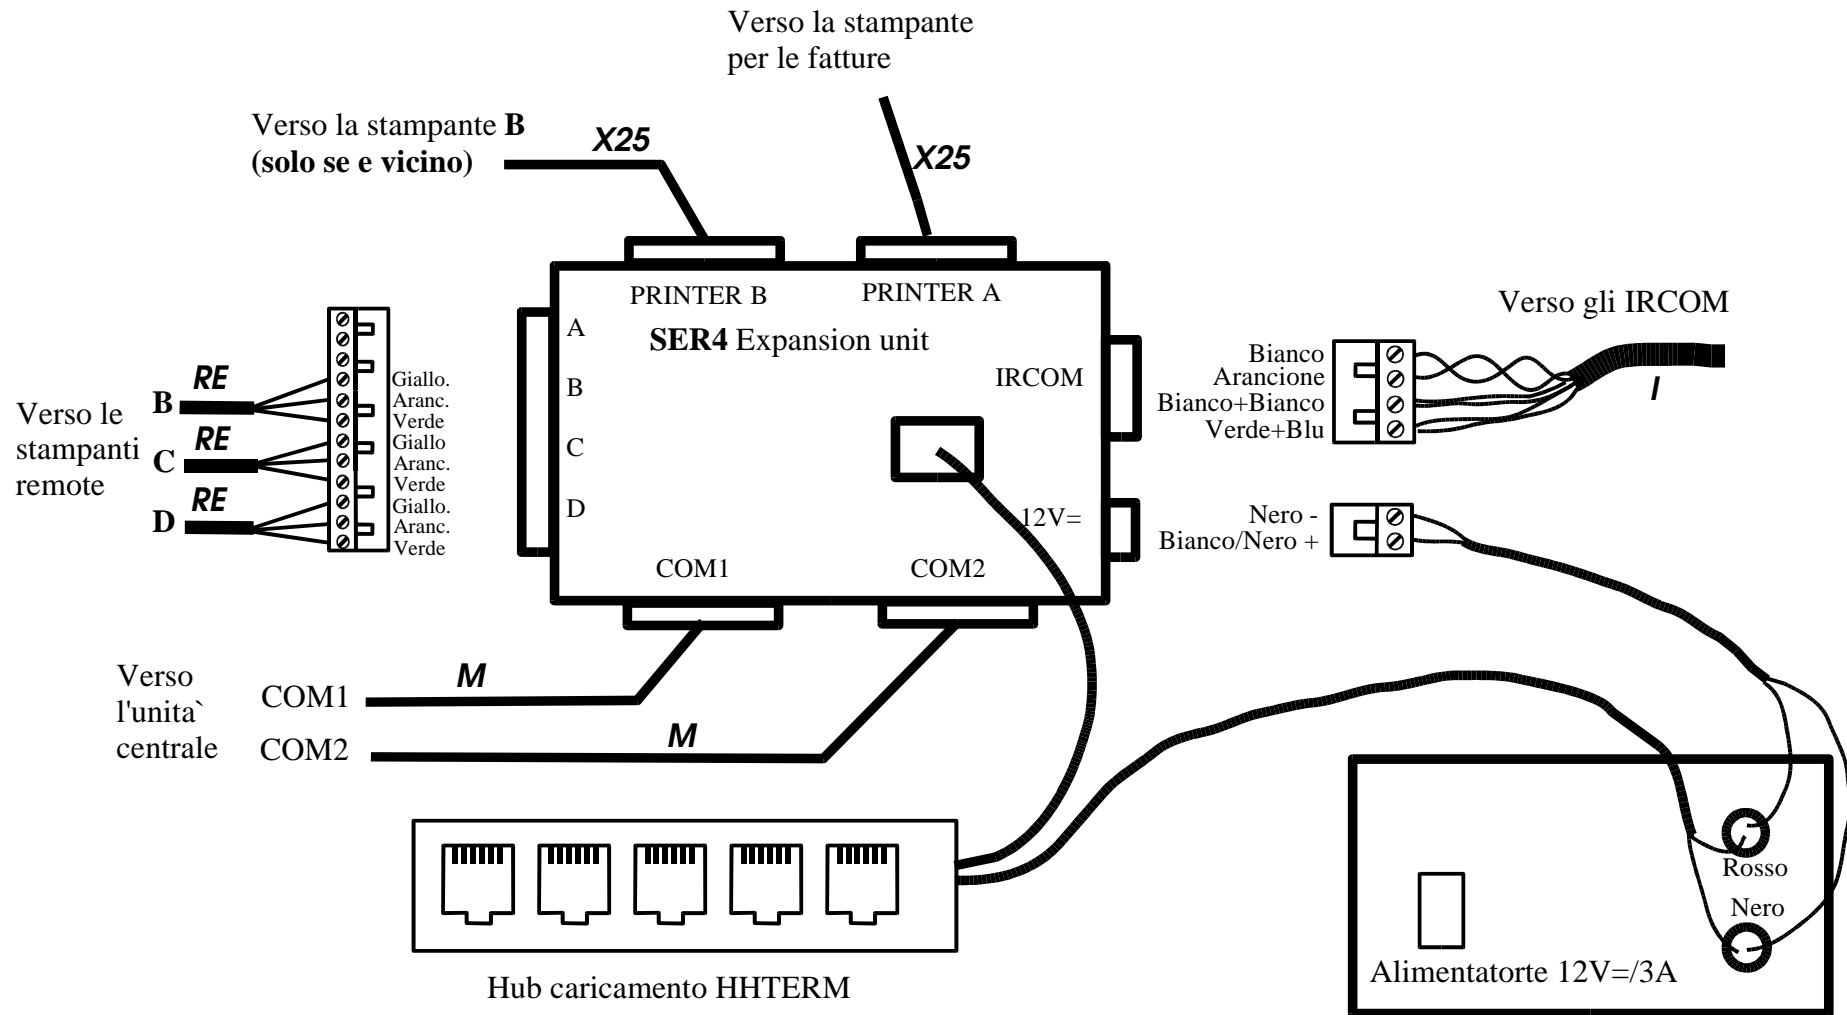 Verso la stampante
per le fatture
Verso la stampante B
(solo se e vicino)
X25
X25
PRINTER B
PRINTER A
SER4 Expansion unit
A
B
C
D
IRCOM
12V=
COM1
COM2
Verso le
stampanti
remote
B
RE
C
RE
D
RE
Giallo.
Aranc.
Verde
Giallo
Aranc.
Verde
Giallo.
Aranc.
Verde
Verso gli IRCOM
Bianco
Arancione
Bianco+Bianco
Verde+Blu
I
Nero -
Bianco/Nero +
Verso
l'unita`
centrale
COM1
M
COM2
M
Rosso
Nero
Alimentatorte 12V=/3A
Hub caricamento HHTERM